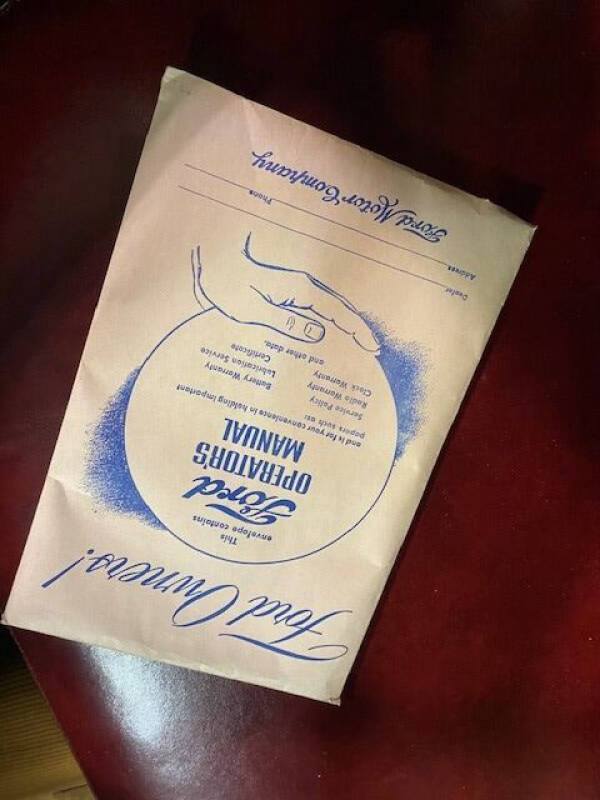 Ford Owners!
This
envelope contains
Ford
OPERATOR'S
MANUAL
and is for your convenience in holding important
papers such as:
Service Policy
Radio Warranty
Clock Warranty
Battery Warranty
Lubrication Service
Certificate
and other data.
Dealer
Address
Phone
Ford Motor Company